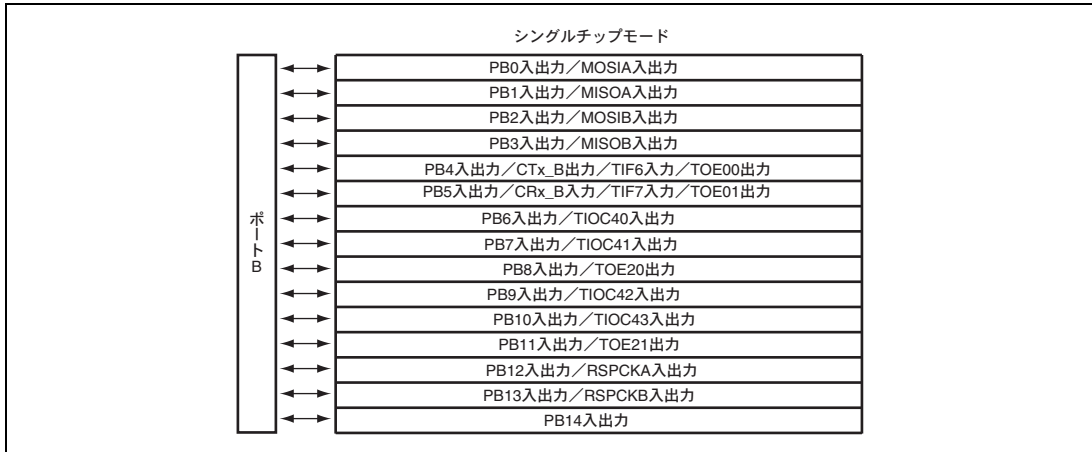 シングルチップモード
ポートB
PB0入出力／MOSIA入出力
PB1入出力／MISOA入出力
PB2入出力／MOSIB入出力
PB3入出力／MISOB入出力
PB4入出力／CTx_B出力／TIF6入力／TOE00出力
PB5入出力／CRx_B入力／TIF7入力／TOE01出力
PB6入出力／TIOC40入出力
PB7入出力／TIOC41入出力
PB8入出力／TOE20出力
PB9入出力／TIOC42入出力
PB10入出力／TIOC43入出力
PB11入出力／TOE21出力
PB12入出力／RSPCKA入出力
PB13入出力／RSPCKB入出力
PB14入出力